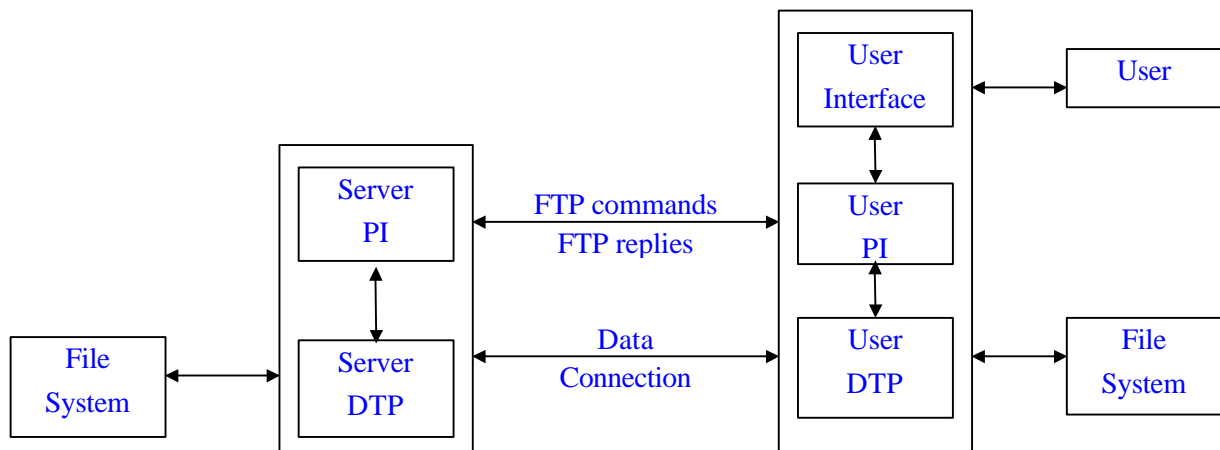 User
Interface
User
Server
PI
FTP commands
FTP replies
User
PI
File
System
Server
DTP
Data
Connection
User
DTP
File
System